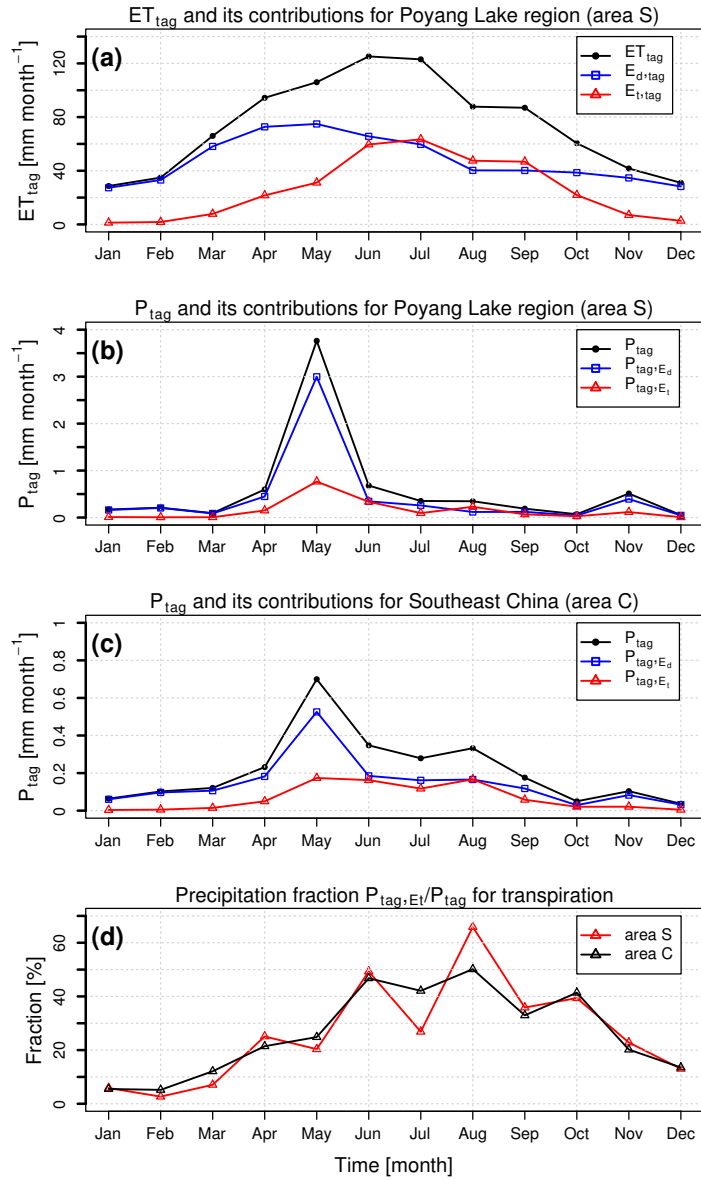 ET_tag and its contributions for Poyang Lake region (area S)
(a)
ET_tag
E_d,tag
E_t,tag
ET_tag [mm month⁻¹]
0 40 80 120
Jan Feb Mar Apr May Jun Jul Aug Sep Oct Nov Dec
P_tag and its contributions for Poyang Lake region (area S)
(b)
P_tag
P_tag,E_d
P_tag,E_t
P_tag [mm month⁻¹]
0 1 2 3 4
Jan Feb Mar Apr May Jun Jul Aug Sep Oct Nov Dec
P_tag and its contributions for Southeast China (area C)
(c)
P_tag
P_tag,E_d
P_tag,E_t
P_tag [mm month⁻¹]
0 0.2 0.4 0.6 0.8 1
Jan Feb Mar Apr May Jun Jul Aug Sep Oct Nov Dec
Precipitation fraction P_tag,Et/P_tag for transpiration
(d)
area S
area C
Fraction [%]
0 20 40 60
Jan Feb Mar Apr May Jun Jul Aug Sep Oct Nov Dec
Time [month]